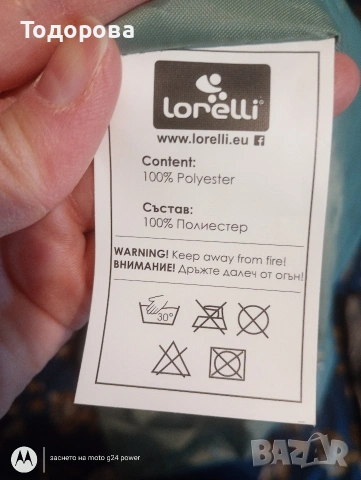 Тодорова
lorelli®
www.lorelli.eu f
Content:
100% Polyester
Състав:
100% Полиестер
WARNING! Keep away from fire!
ВНИМАНИЕ! Дръжте далеч от огън!
30°
заснето на moto g24 power
BAZAR